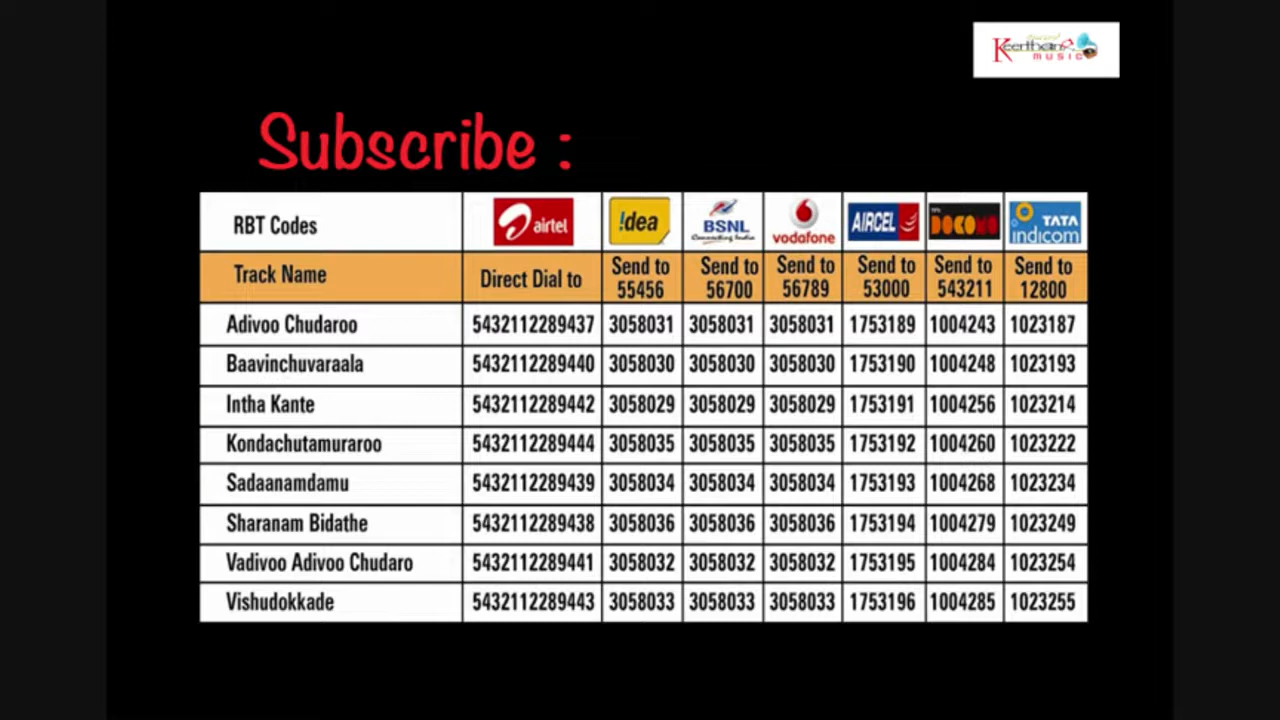 Keerthana
MUSIC
Subscribe :
RBT Codes airtel !dea BSNL Connecting India vodafone AIRCEL TATA DOCOMO TATA indicom
Track Name Direct Dial to Send to 55456 Send to 56700 Send to 56789 Send to 53000 Send to 543211 Send to 12800
Adivoo Chudaroo 5432112289437 3058031 3058031 3058031 1753189 1004243 1023187
Baavinchuvaraala 5432112289440 3058030 3058030 3058030 1753190 1004248 1023193
Intha Kante 5432112289442 3058029 3058029 3058029 1753191 1004256 1023214
Kondachutamuraroo 5432112289444 3058035 3058035 3058035 1753192 1004260 1023222
Sadaanamdamu 5432112289439 3058034 3058034 3058034 1753193 1004268 1023234
Sharanam Bidathe 5432112289438 3058036 3058036 3058036 1753194 1004279 1023249
Vadivoo Adivoo Chudaro 5432112289441 3058032 3058032 3058032 1753195 1004284 1023254
Vishudokkade 5432112289443 3058033 3058033 3058033 1753196 1004285 1023255